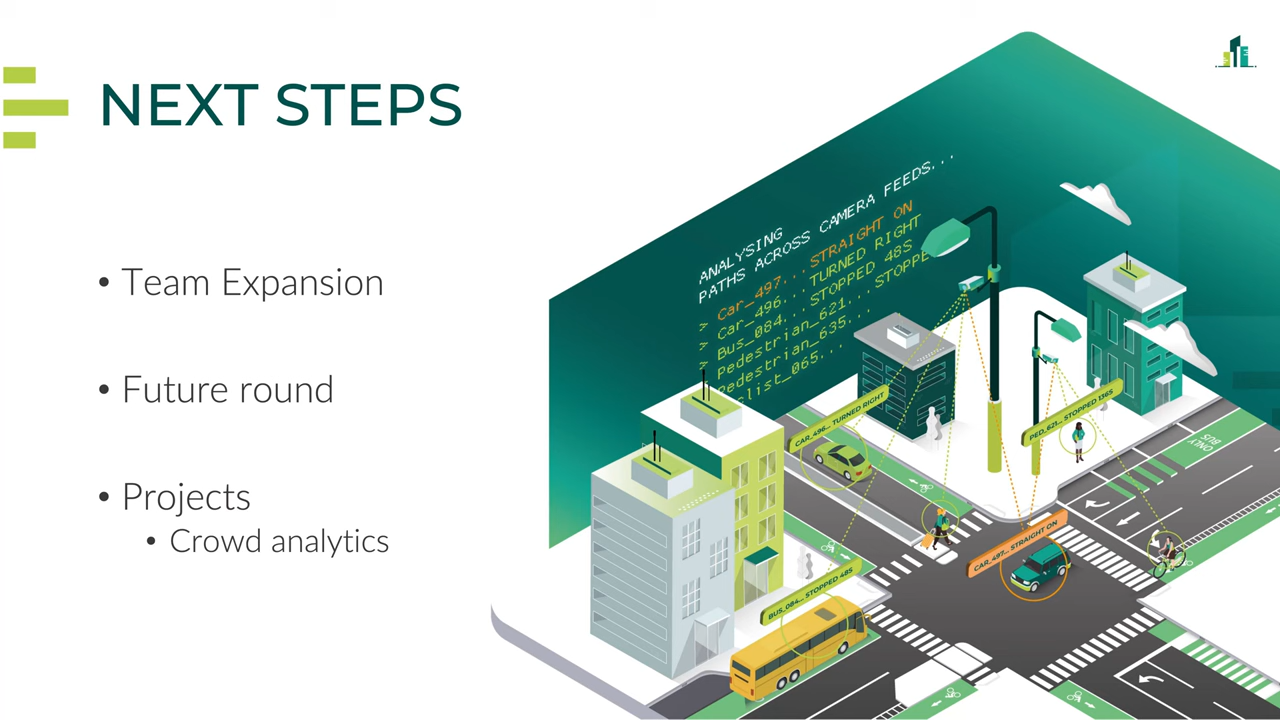 NEXT STEPS
• Team Expansion
• Future round
• Projects
• Crowd analytics
ANALYSING
PATHS ACROSS CAMERA FEEDS...
> Car_497... STRAIGHT ON
> Car_496... TURNED RIGHT
> Bus_084... STOPPED 48S
> Pedestrian_621... STOPPE
Pedestrian_635...
clist_065...
CAR_496... TURNED RIGHT
PED_621... STOPPED 136S
CAR_497... STRAIGHT ON
BUS_084... STOPPED 48S
BUS
ONLY